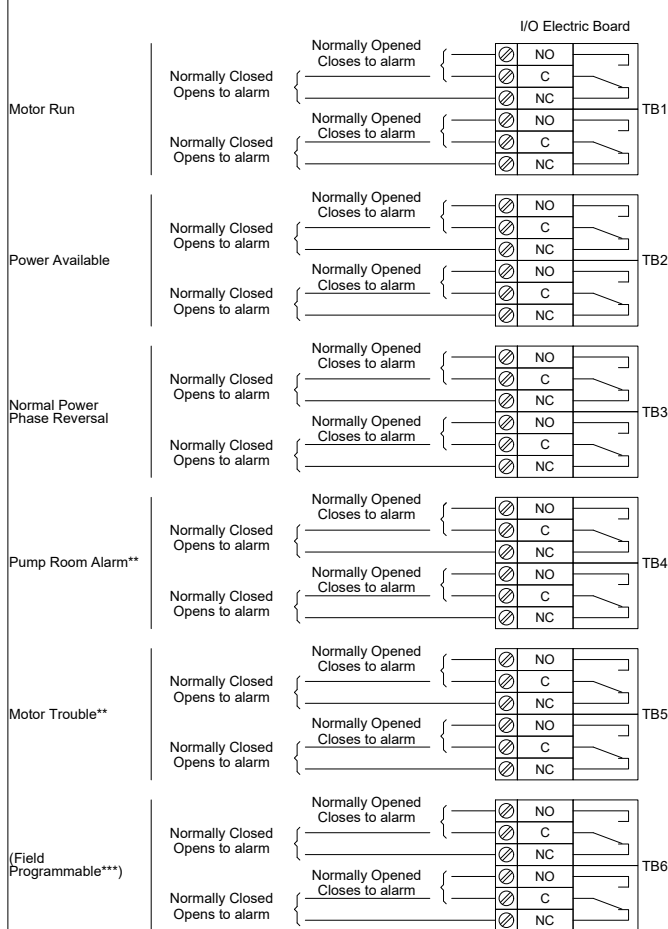 I/O Electric Board
Motor Run
Normally Opened
Closes to alarm
Normally Closed
Opens to alarm
Normally Opened
Closes to alarm
Normally Closed
Opens to alarm
NO
C
NC
NO
C
NC
TB1
Power Available
Normally Opened
Closes to alarm
Normally Closed
Opens to alarm
Normally Opened
Closes to alarm
Normally Closed
Opens to alarm
NO
C
NC
NO
C
NC
TB2
Normal Power
Phase Reversal
Normally Opened
Closes to alarm
Normally Closed
Opens to alarm
Normally Opened
Closes to alarm
Normally Closed
Opens to alarm
NO
C
NC
NO
C
NC
TB3
Pump Room Alarm**
Normally Opened
Closes to alarm
Normally Closed
Opens to alarm
Normally Opened
Closes to alarm
Normally Closed
Opens to alarm
NO
C
NC
NO
C
NC
TB4
Motor Trouble**
Normally Opened
Closes to alarm
Normally Closed
Opens to alarm
Normally Opened
Closes to alarm
Normally Closed
Opens to alarm
NO
C
NC
NO
C
NC
TB5
(Field
Programmable***)
Normally Opened
Closes to alarm
Normally Closed
Opens to alarm
Normally Opened
Closes to alarm
Normally Closed
Opens to alarm
NO
C
NC
NO
C
NC
TB6